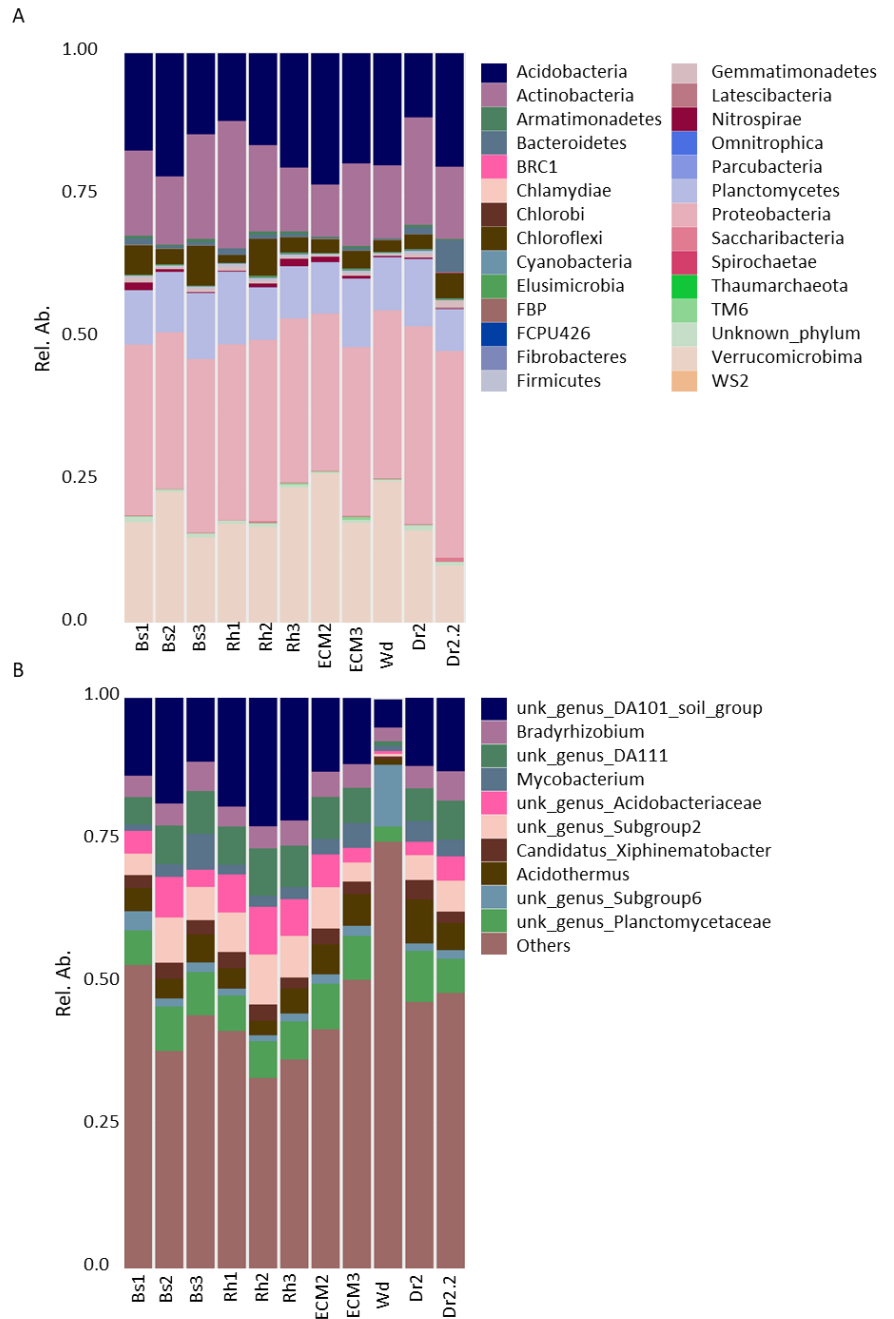 A
1.00
0.75
0.50
0.25
0.0
Rel. Ab.
Bs1
Bs2
Bs3
Rh1
Rh2
Rh3
ECM2
ECM3
Wd
Dr2
Dr2.2
Acidobacteria
Actinobacteria
Armatimonadetes
Bacteroidetes
BRC1
Chlamydiae
Chlorobi
Chloroflexi
Cyanobacteria
Elusimicrobia
FBP
FCPU426
Fibrobacteres
Firmicutes
Gemmatimonadetes
Latescibacteria
Nitrospirae
Omnitrophica
Parcubacteria
Planctomycetes
Proteobacteria
Saccharibacteria
Spirochaetae
Thaumarchaeota
TM6
Unknown_phylum
Verrucomicrobima
WS2
B
1.00
0.75
0.50
0.25
0.0
Rel. Ab.
Bs1
Bs2
Bs3
Rh1
Rh2
Rh3
ECM2
ECM3
Wd
Dr2
Dr2.2
unk_genus_DA101_soil_group
Bradyrhizobium
unk_genus_DA111
Mycobacterium
unk_genus_Acidobacteriaceae
unk_genus_Subgroup2
Candidatus_Xiphinematobacter
Acidothermus
unk_genus_Subgroup6
unk_genus_Planctomycetaceae
Others